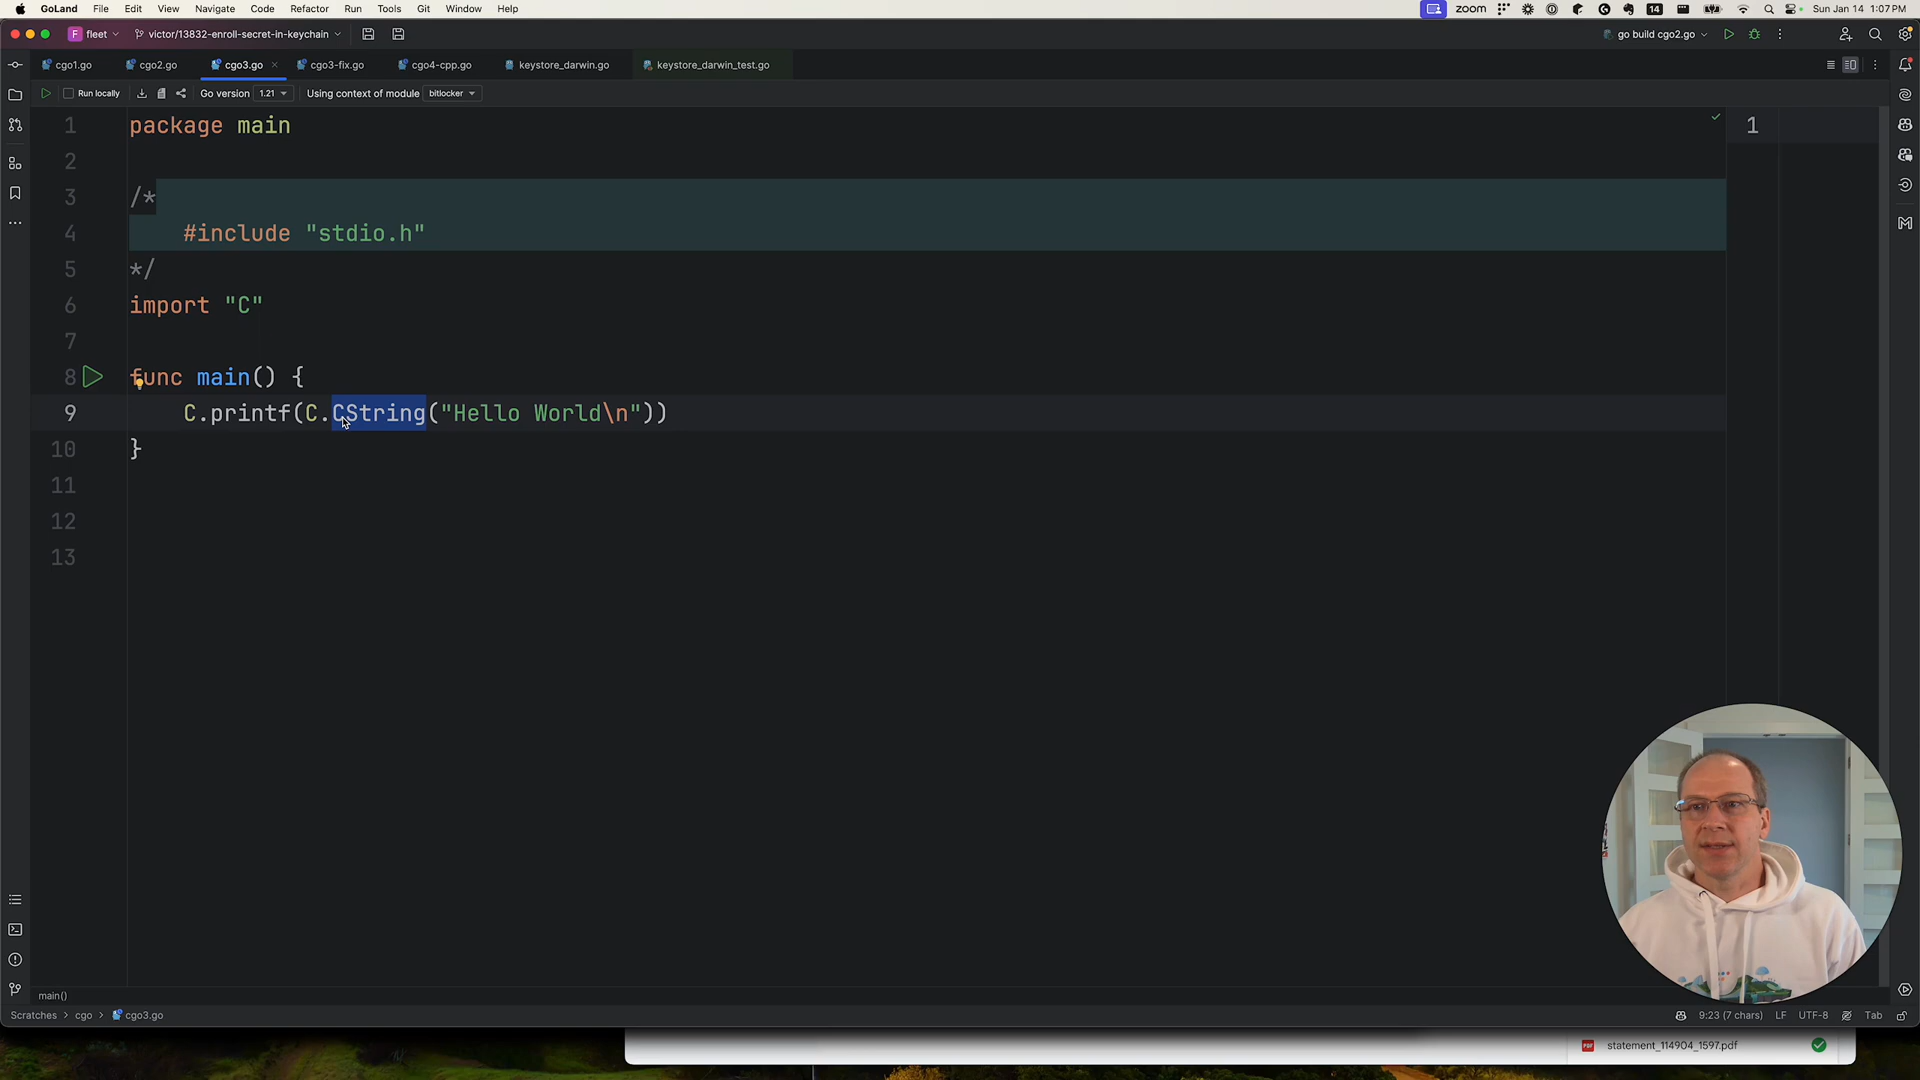 GoLand File Edit View Navigate Code Refactor Run Tools Git Window Help
zoom 14 Sun Jan 14 1:07 PM
F fleet victor/13832-enroll-secret-in-keychain go build cgo2.go
cgo1.go cgo2.go cgo3.go cgo3-fix.go cgo4-cpp.go keystore_darwin.go keystore_darwin_test.go
Run locally Go version 1.21 Using context of module bitlocker
1 package main 1
2
3 /*
4 #include "stdio.h"
5 */
6 import "C"
7
8 func main() {
9 C.printf(C.CString("Hello World\n"))
10 }
11
12
13
main()
Scratches > cgo > cgo3.go 9:23 (7 chars) LF UTF-8 Tab
PDF statement_114904_1597.pdf